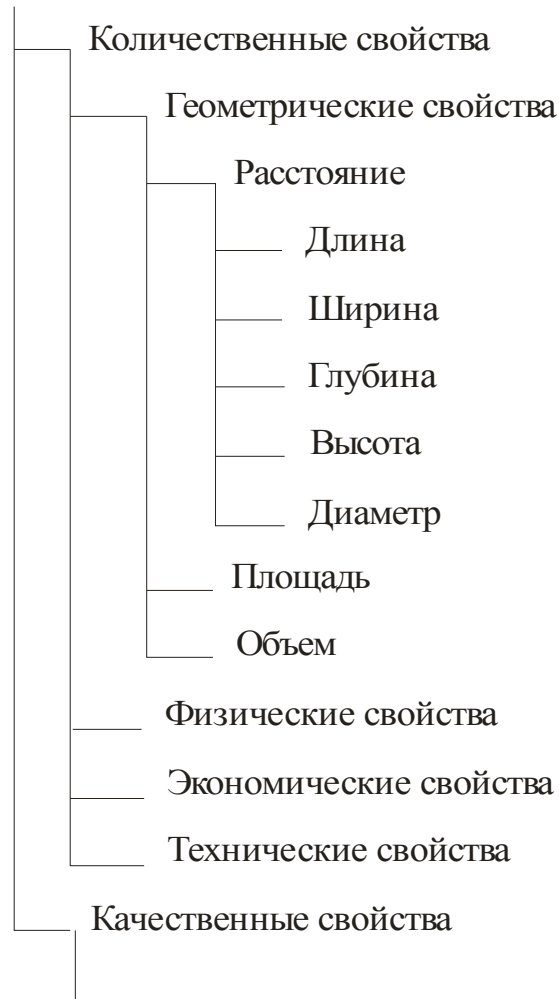 Количественные свойства
Геометрические свойства
Расстояние
Длина
Ширина
Глубина
Высота
Диаметр
Площадь
Объем
Физические свойства
Экономические свойства
Технические свойства
Качественные свойства